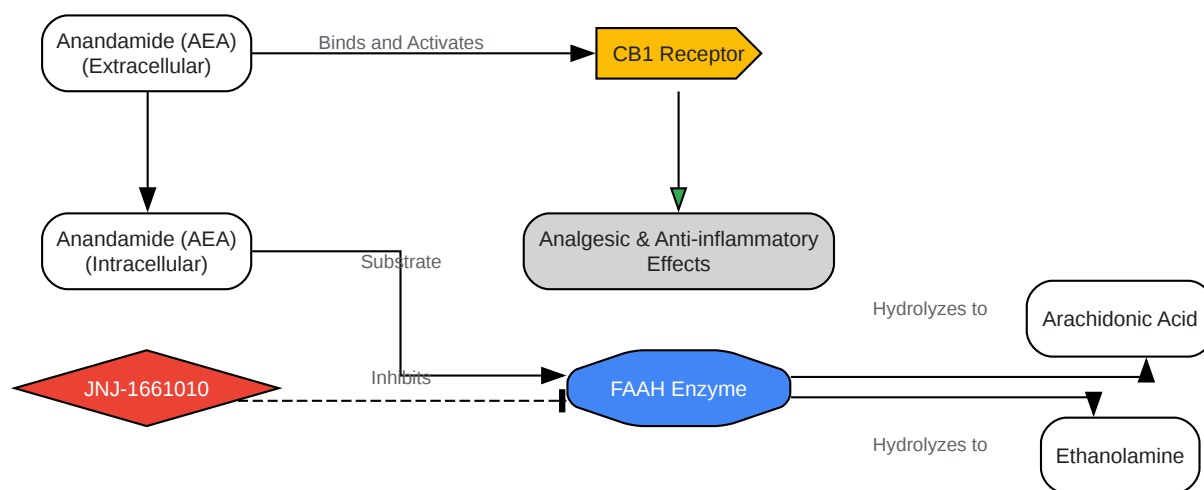 Anandamide (AEA)
(Extracellular)
Binds and Activates
CB1 Receptor
Anandamide (AEA)
(Intracellular)
Substrate
Analgesic & Anti-inflammatory
Effects
Hydrolyzes to
Arachidonic Acid
JNJ-1661010
Inhibits
FAAH Enzyme
Hydrolyzes to
Ethanolamine